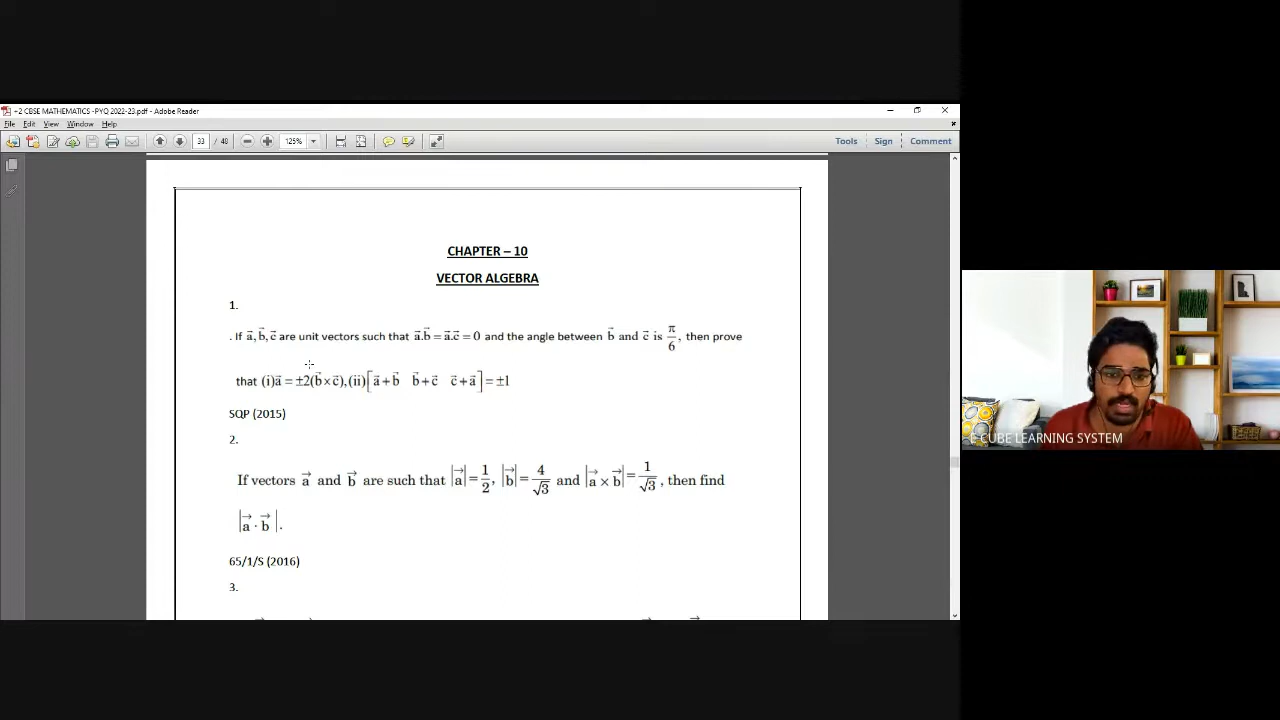 +2 CBSE MATHEMATICS -PYQ 2022-23.pdf - Adobe Reader
File Edit View Window Help
33 / 48 125% Tools Sign Comment
CHAPTER – 10
VECTOR ALGEBRA
1.
. If a⃗, b⃗, c⃗ are unit vectors such that a⃗.b⃗ = a⃗.c⃗ = 0 and the angle between b⃗ and c⃗ is π/6, then prove
that (i)a⃗ = ±2(b⃗×c⃗),(ii)[a⃗+b⃗ b⃗+c⃗ c⃗+a⃗] = ±1
SQP (2015)
2.
If vectors a⃗ and b⃗ are such that |a⃗| = 1/2, |b⃗| = 4/√3 and |a⃗ × b⃗| = 1/√3, then find
|a⃗ · b⃗|.
65/1/S (2016)
3.
E CUBE LEARNING SYSTEM